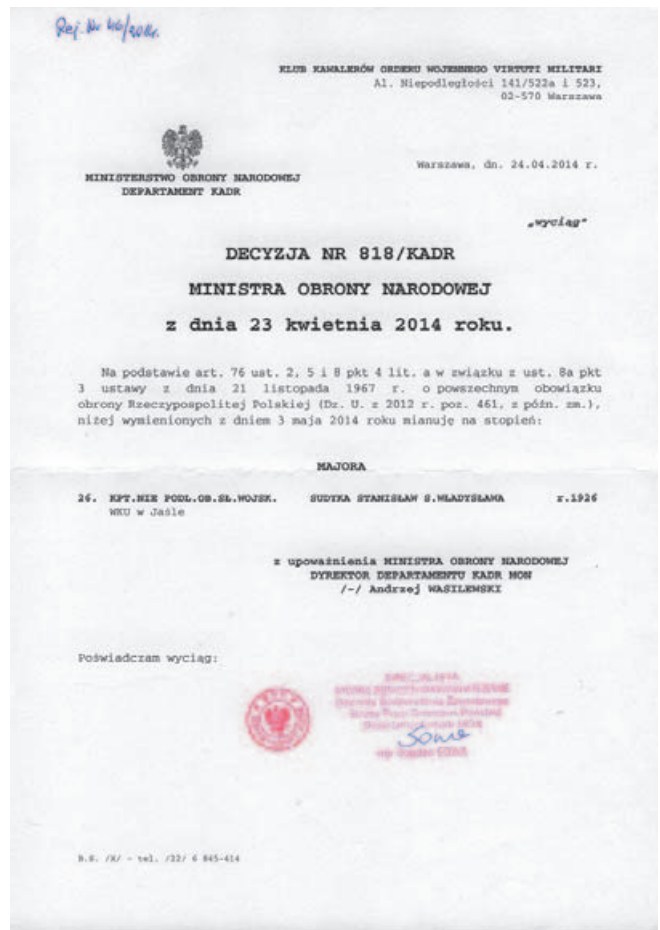 Rej. Nr 46/2014r.
KLUB KAWALERÓW ORDERU WOJENNEGO VIRTUTI MILITARI
Al. Niepodległości 141/522a i 523,
02-570 Warszawa
Warszawa, dn. 24.04.2014 r.
MINISTERSTWO OBRONY NARODOWEJ
DEPARTAMENT KADR
„wyciąg"
DECYZJA NR 818/KADR
MINISTRA OBRONY NARODOWEJ
z dnia 23 kwietnia 2014 roku.
Na podstawie art. 76 ust. 2, 5 i 8 pkt 4 lit. a w związku z ust. 8a pkt
3 ustawy z dnia 21 listopada 1967 r. o powszechnym obowiązku
obrony Rzeczypospolitej Polskiej (Dz. U. z 2012 r. poz. 461, z późn. zm.),
niżej wymienionych z dniem 3 maja 2014 roku mianuję na stopień:
MAJORA
26. KPT.NIE PODL.OB.SŁ.WOJSK. SUDYKA STANISŁAW S.WŁADYSŁAWA r.1926
WKU w Jaśle
z upoważnienia MINISTRA OBRONY NARODOWEJ
DYREKTOR DEPARTAMENTU KADR MON
/-/ Andrzej WASILEWSKI
Poświadczam wyciąg:
SPECJALISTA
B.K. /X/ - tel. /22/ 6 845-414